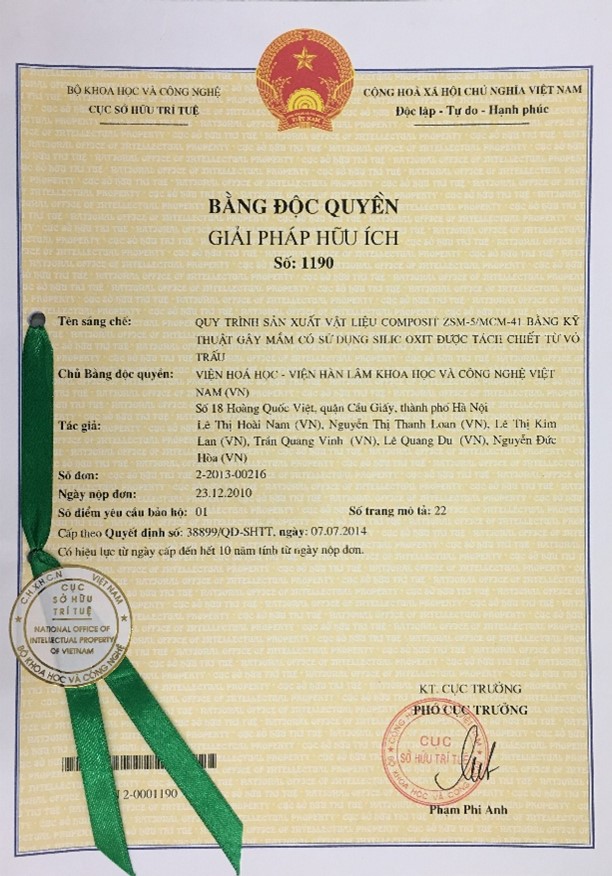 BỘ KHOA HỌC VÀ CÔNG NGHỆ
CỤC SỞ HỮU TRÍ TUỆ
CỘNG HOÀ XÃ HỘI CHỦ NGHĨA VIỆT NAM
Độc lập - Tự do - Hạnh phúc
VIỆT NAM
BẰNG ĐỘC QUYỀN
GIẢI PHÁP HỮU ÍCH
Số: 1190
Tên sáng chế: QUY TRÌNH SẢN XUẤT VẬT LIỆU COMPOSIT ZSM-5/MCM-41 BẰNG KỸ
THUẬT GÂY MẦM CÓ SỬ DỤNG SILIC OXIT ĐƯỢC TÁCH CHIẾT TỪ VỎ
TRẤU
Chủ Bằng độc quyền: VIỆN HOÁ HỌC - VIỆN HÀN LÂM KHOA HỌC VÀ CÔNG NGHỆ VIỆT
NAM (VN)
Số 18 Hoàng Quốc Việt, quận Cầu Giấy, thành phố Hà Nội
Tác giả: Lê Thị Hoài Nam (VN), Nguyễn Thị Thanh Loan (VN), Lê Thị Kim
Lan (VN), Trần Quang Vinh (VN), Lê Quang Du (VN), Nguyễn Đức
Hòa (VN)
Số đơn: 2-2013-00216
Ngày nộp đơn: 23.12.2010
Số điểm yêu cầu bảo hộ: 01 Số trang mô tả: 22
Cấp theo Quyết định số: 38899/QD-SHTT, ngày: 07.07.2014
Có hiệu lực từ ngày cấp đến hết 10 năm tính từ ngày nộp đơn.
C.H.X.H.C.N VIỆT NAM
CỤC
SỞ HỮU
TRÍ TUỆ
NATIONAL OFFICE OF
INTELLECTUAL PROPERTY
OF VIETNAM
BỘ KHOA HỌC VÀ CÔNG NGHỆ
KT. CỤC TRƯỞNG
PHÓ CỤC TRƯỞNG
CỤC
SỞ HỮU TRÍ TUỆ
2-0001190
Phạm Phi Anh